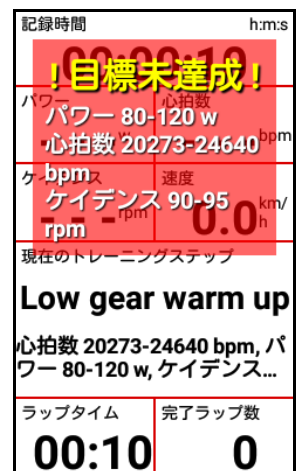 記録時間 h:m:s
00:00:10
!目標未達成!
パワー 心拍数
パワー 80-120 w
心拍数 20273-24640
bpm
ケイデンス 90-95
rpm
- - - w bpm
ケイデンス 速度
- - - rpm 0.0 km/h
現在のトレーニングステップ
Low gear warm up
心拍数 20273-24640 bpm, パ
ワー 80-120 w, ケイデンス...
ラップタイム 完了ラップ数
00:10 0